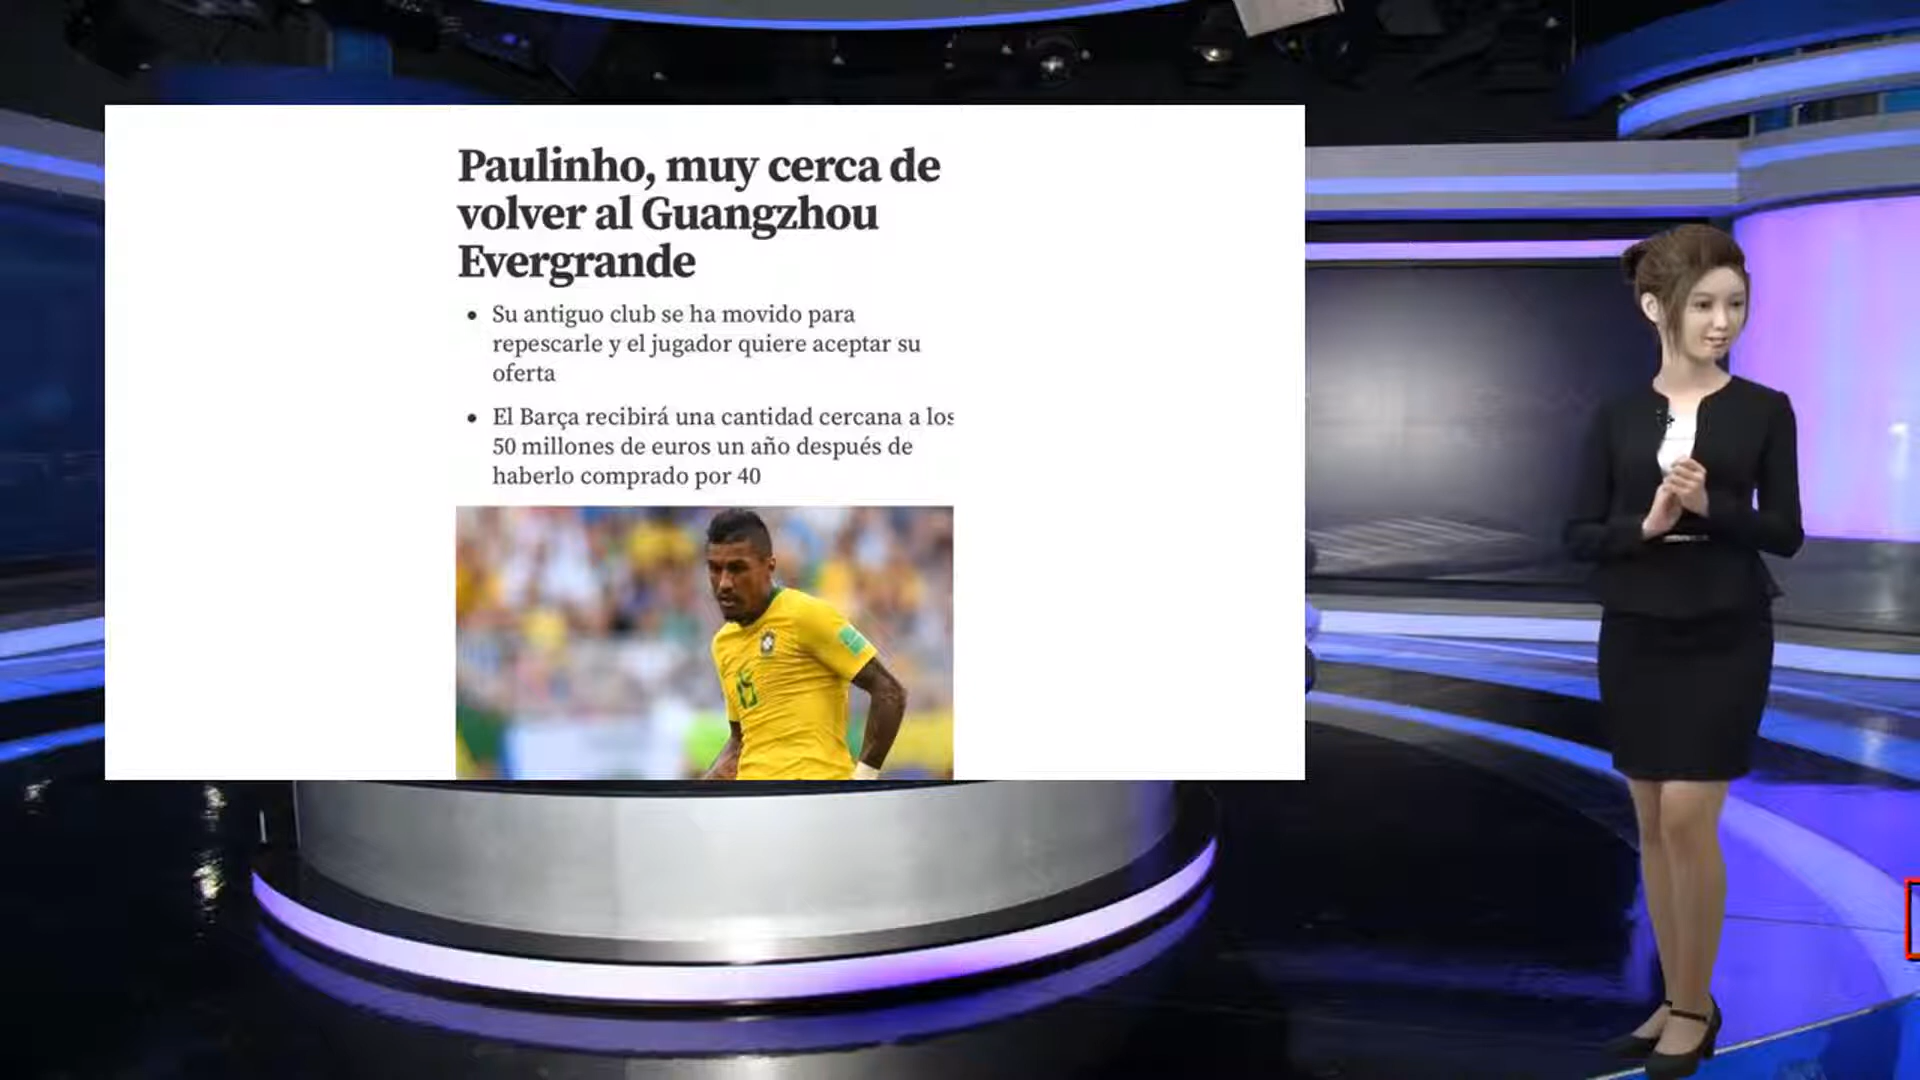 Paulinho, muy cerca de
volver al Guangzhou
Evergrande
• Su antiguo club se ha movido para
repescarle y el jugador quiere aceptar su
oferta
• El Barça recibirá una cantidad cercana a los
50 millones de euros un año después de
haberlo comprado por 40
15